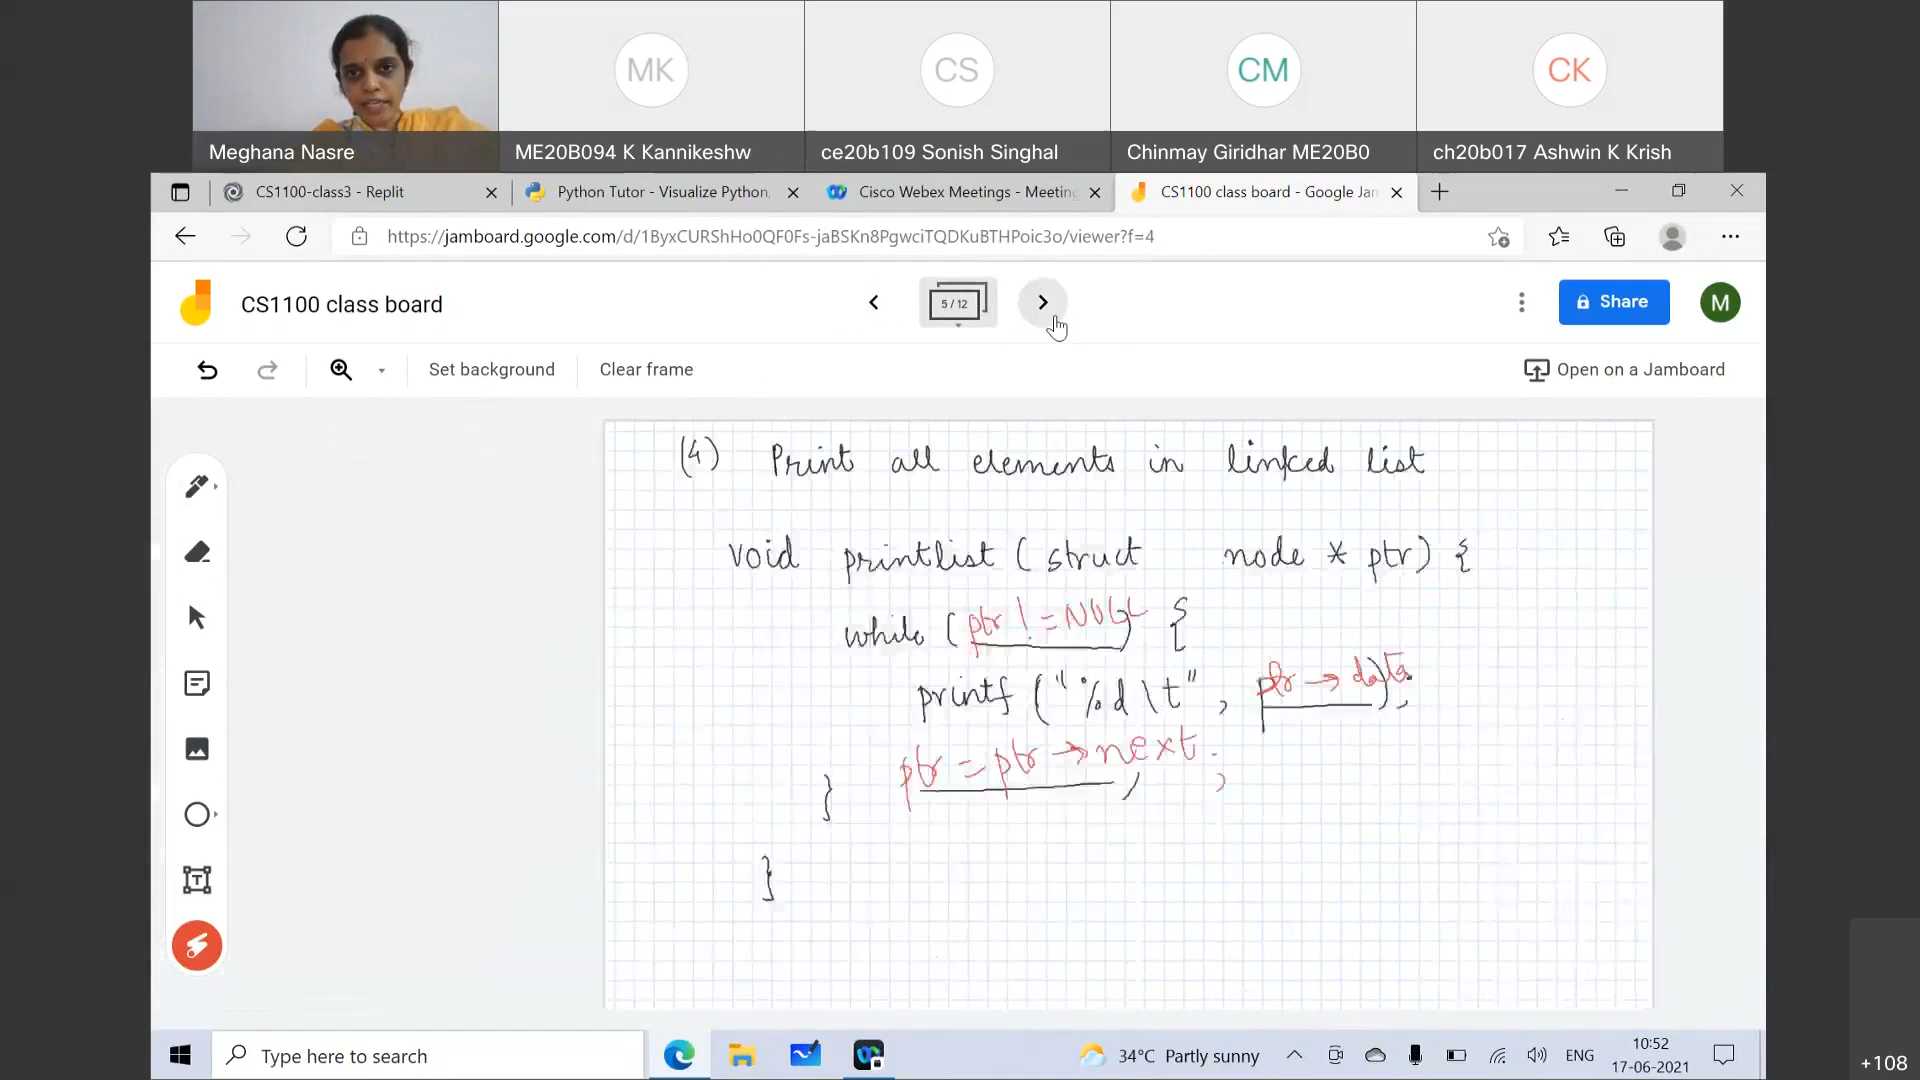 MK
CS
CM
CK
Meghana Nasre
ME20B094 K Kannikeshw
ce20b109 Sonish Singhal
Chinmay Giridhar ME20B0
ch20b017 Ashwin K Krish
CS1100-class3 - Replit
Python Tutor - Visualize Python,
Cisco Webex Meetings - Meeting
CS1100 class board - Google Jan
https://jamboard.google.com/d/1ByxCURShHo0QF0Fs-jaBSKn8PgwciTQDKuBTHPoic3o/viewer?f=4
CS1100 class board
5 / 12
Share
M
Set background
Clear frame
Open on a Jamboard
(4) Print all elements in linked list
void printlist (struct node * ptr) {
while (ptr != NULL) {
printf ("%d \t", ptr → data);
ptr = ptr → next ;
}
}
Type here to search
34°C Partly sunny
ENG
10:52
17-06-2021
+108